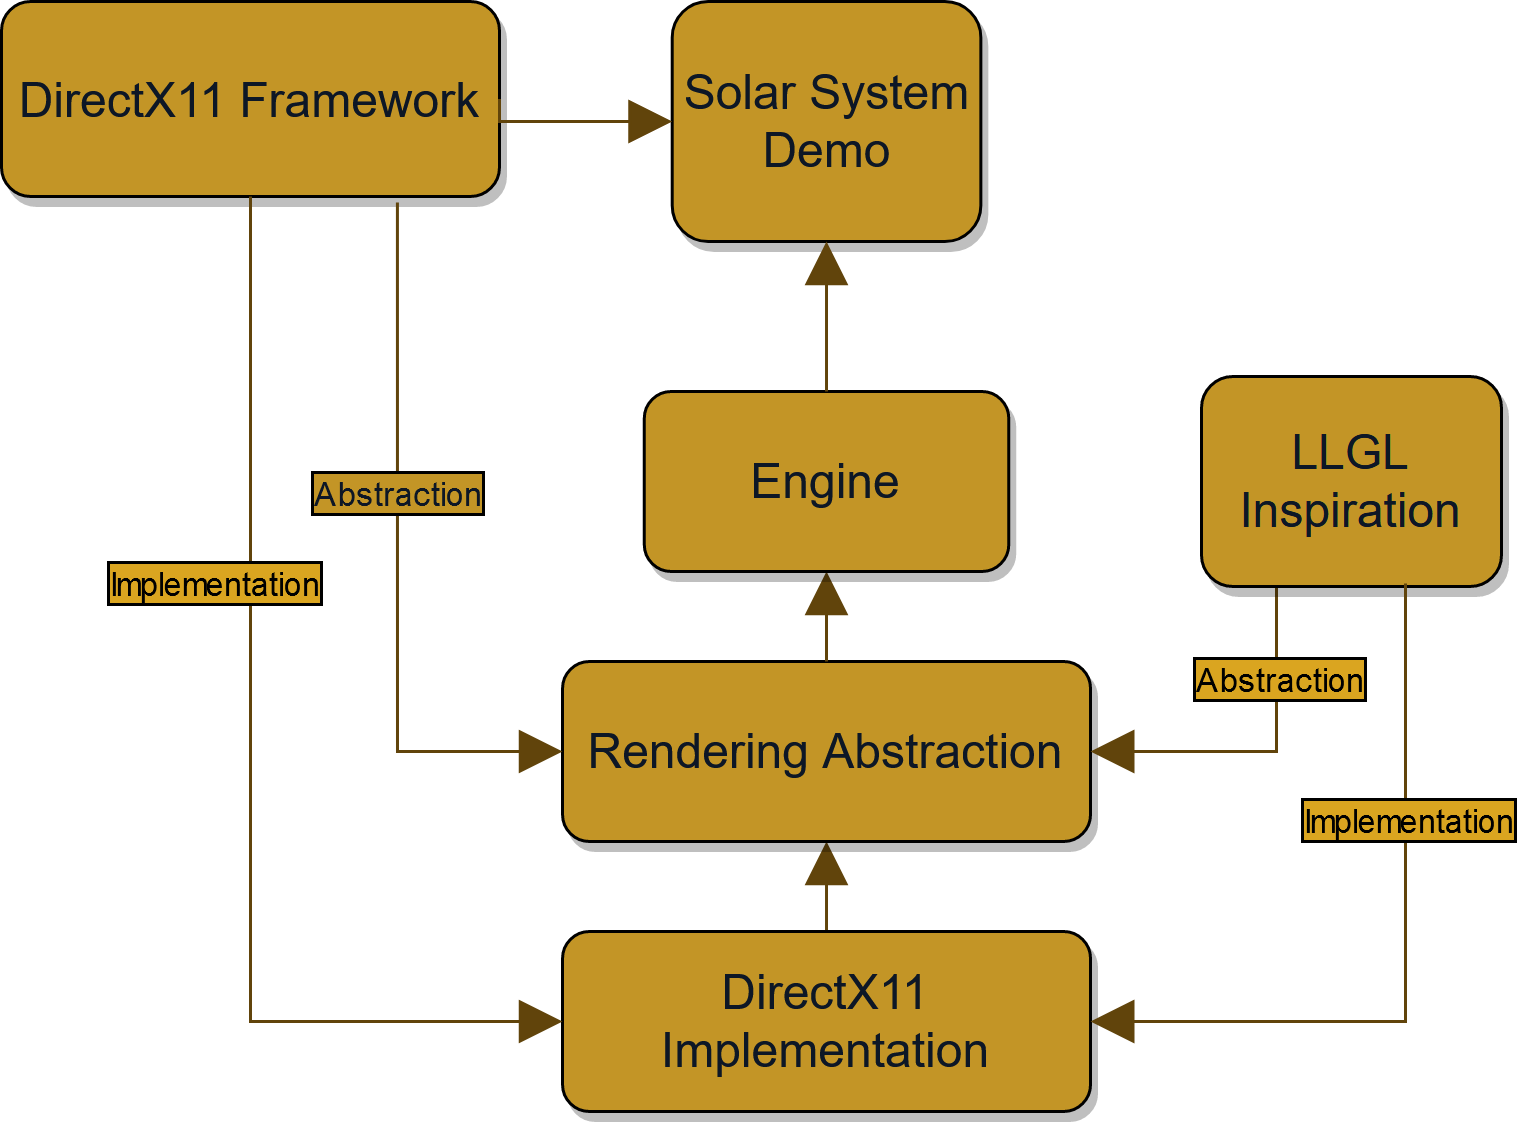 DirectX11 Framework
Solar System
Demo
Engine
LLGL
Inspiration
Abstraction
Implementation
Abstraction
Rendering Abstraction
Implementation
DirectX11
Implementation